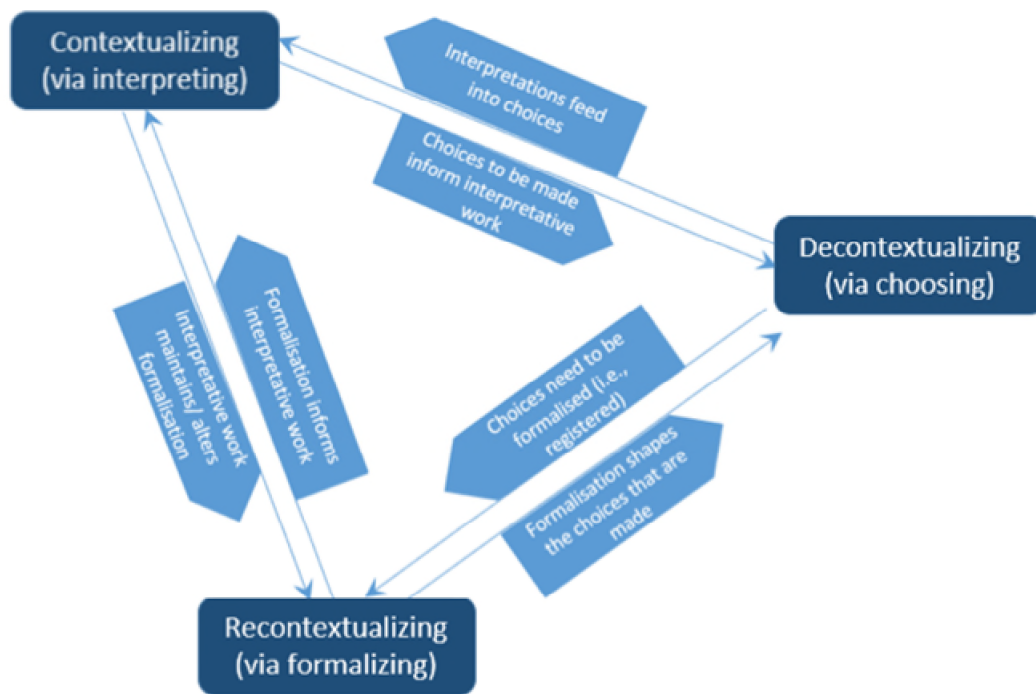 Contextualizing
(via interpreting)
Interpretations feed
into choices
Choices to be made
inform interpretative
work
Decontextualizing
(via choosing)
interpretative work
maintains/ alters
formalisation
Formalisation informs
interpretative work
Choices need to be
formalised (i.e.,
registered)
Formalisation shapes
the choices that are
made
Recontextualizing
(via formalizing)